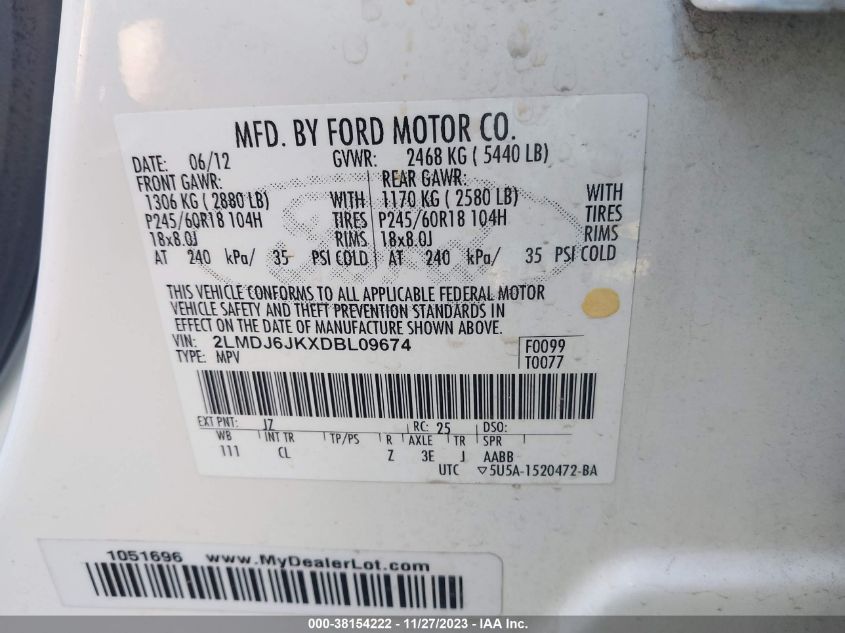 MFD. BY FORD MOTOR CO.
DATE: 06/12 GVWR: 2468 KG ( 5440 LB)
FRONT GAWR: REAR GAWR:
1306 KG ( 2880 LB) WITH 1170 KG ( 2580 LB) WITH
P245/60R18 104H TIRES P245/60R18 104H TIRES
18x8.0J RIMS 18x8.0J RIMS
AT 240 kPa/ 35 PSI COLD AT 240 kPa/ 35 PSI COLD
THIS VEHICLE CONFORMS TO ALL APPLICABLE FEDERAL MOTOR
VEHICLE SAFETY AND THEFT PREVENTION STANDARDS IN
EFFECT ON THE DATE OF MANUFACTURE SHOWN ABOVE.
VIN: 2LMDJ6JKXDBL09674 F0099
TYPE: MPV T0077
EXT PNT: JZ RC: 25 DSO:
WB INT TR TP/PS R AXLE TR SPR
111 CL Z 3E J AABB
UTC ▽5U5A-1520472-BA
1051696 www.MyDealerLot.com
000-38154222 - 11/27/2023 - IAA Inc.